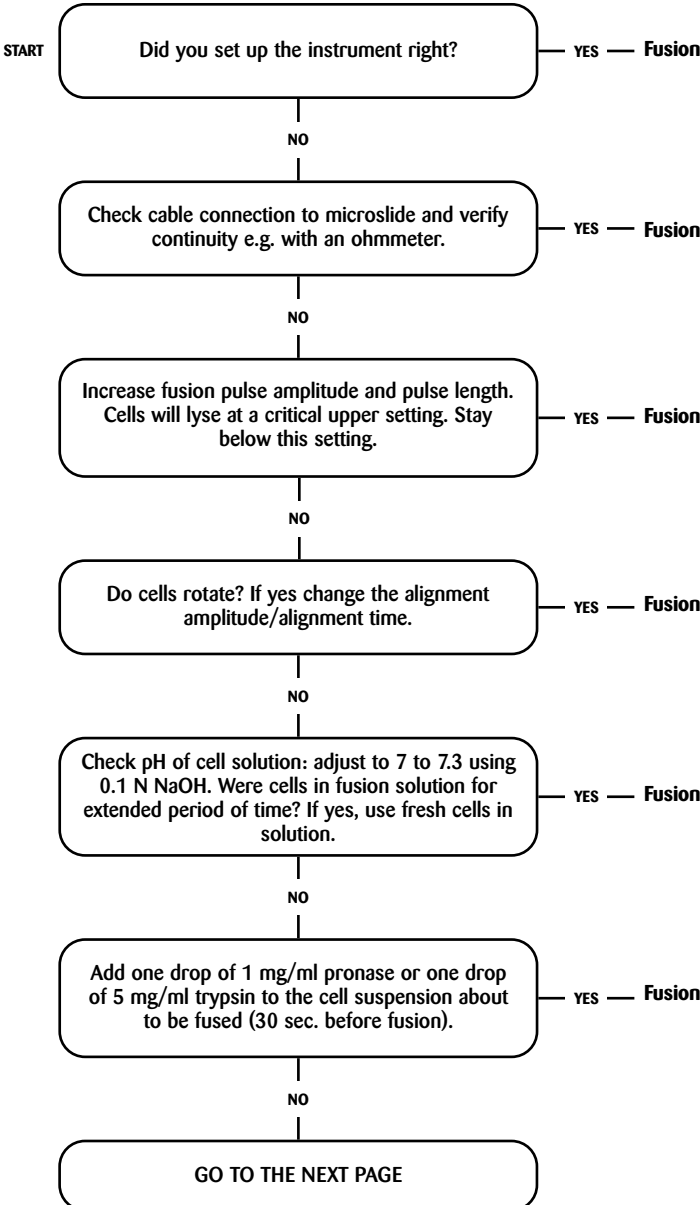 START
Did you set up the instrument right?
YES
Fusion
NO
Check cable connection to microslide and verify
continuity e.g. with an ohmmeter.
YES
Fusion
NO
Increase fusion pulse amplitude and pulse length.
Cells will lyse at a critical upper setting. Stay
below this setting.
YES
Fusion
NO
Do cells rotate? If yes change the alignment
amplitude/alignment time.
YES
Fusion
NO
Check pH of cell solution: adjust to 7 to 7.3 using
0.1 N NaOH. Were cells in fusion solution for
extended period of time? If yes, use fresh cells in
solution.
YES
Fusion
NO
Add one drop of 1 mg/ml pronase or one drop
of 5 mg/ml trypsin to the cell suspension about
to be fused (30 sec. before fusion).
YES
Fusion
NO
GO TO THE NEXT PAGE